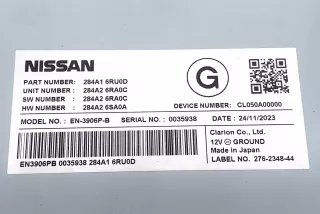 NISSAN
PART NUMBER : 284A1 6RU0D
UNIT NUMBER : 284A2 6RA0C
SW NUMBER : 284A2 6RA0C
HW NUMBER : 284A2 6SA0A
G
DEVICE NUMBER: CL050A00000
MODEL NO. : EN-3906P-B SERIAL NO. : 0035938 DATE : 24/11/2023
EN3906PB 0035938 284A1 6RU0D
Clarion Co., Ltd.
12V ⊖ GROUND
Made in Japan
LABEL NO. 276-2348-44